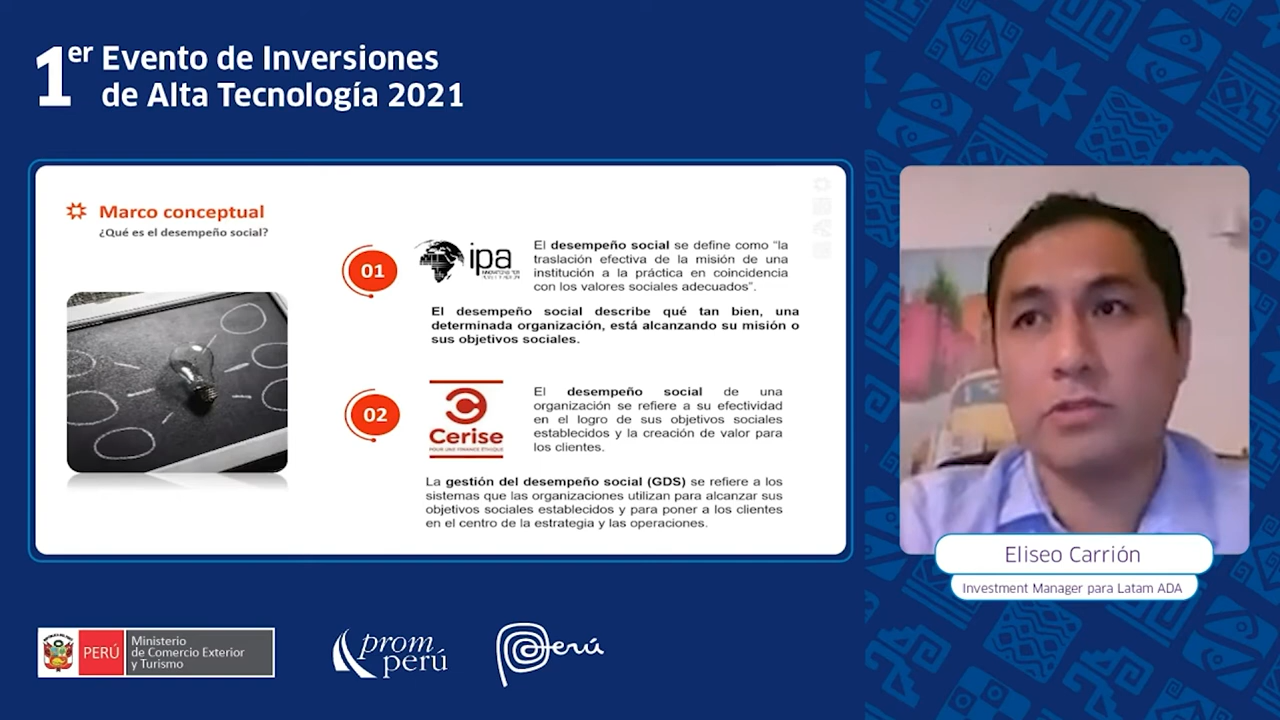 1er Evento de Inversiones
de Alta Tecnología 2021
Marco conceptual
¿Qué es el desempeño social?
01
ipa
El desempeño social se define como "la
traslación efectiva de la misión de una
institución a la práctica en coincidencia
con los valores sociales adecuados".
El desempeño social describe qué tan bien, una
determinada organización, está alcanzando su misión o
sus objetivos sociales.
02
Cerise
POUR UNE FINANCE ÉTHIQUE
El desempeño social de una
organización se refiere a su efectividad
en el logro de sus objetivos sociales
establecidos y la creación de valor para
los clientes.
La gestión del desempeño social (GDS) se refiere a los
sistemas que las organizaciones utilizan para alcanzar sus
objetivos sociales establecidos y para poner a los clientes
en el centro de la estrategia y las operaciones.
Eliseo Carrión
Investment Manager para Latam ADA
PERÚ
Ministerio
de Comercio Exterior
y Turismo
prom
perú
Perú